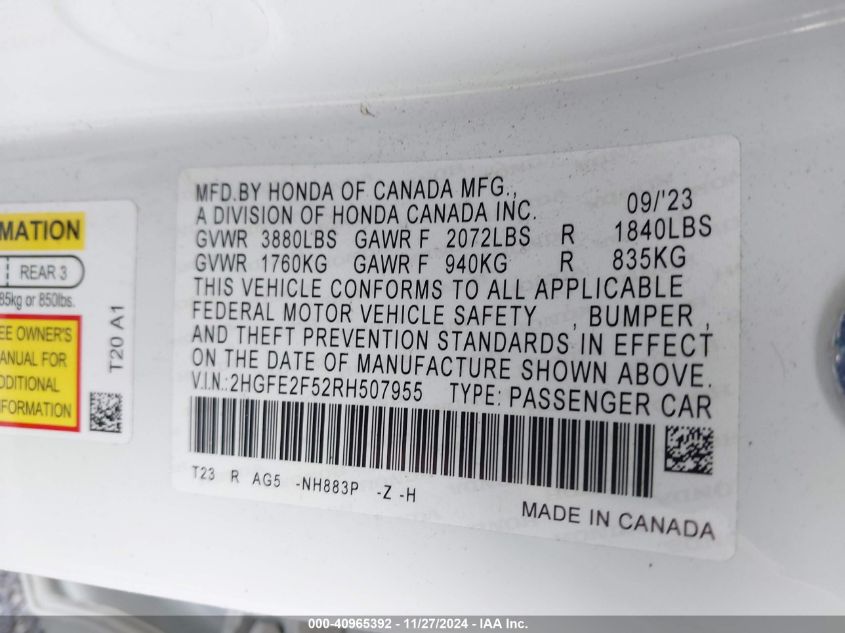 MFD.BY HONDA OF CANADA MFG.,
A DIVISION OF HONDA CANADA INC. 09/'23
GVWR 3880LBS GAWR F 2072LBS R 1840LBS
GVWR 1760KG GAWR F 940KG R 835KG
THIS VEHICLE CONFORMS TO ALL APPLICABLE
FEDERAL MOTOR VEHICLE SAFETY , BUMPER ,
AND THEFT PREVENTION STANDARDS IN EFFECT
ON THE DATE OF MANUFACTURE SHOWN ABOVE.
V.I.N.:2HGFE2F52RH507955 TYPE: PASSENGER CAR
T23 R AG5 -NH883P -Z -H
MADE IN CANADA
MATION
REAR 3
85kg or 850lbs.
EE OWNER'S
ANUAL FOR
DDITIONAL
NFORMATION
T20 A1
000-40965392 - 11/27/2024 - IAA Inc.